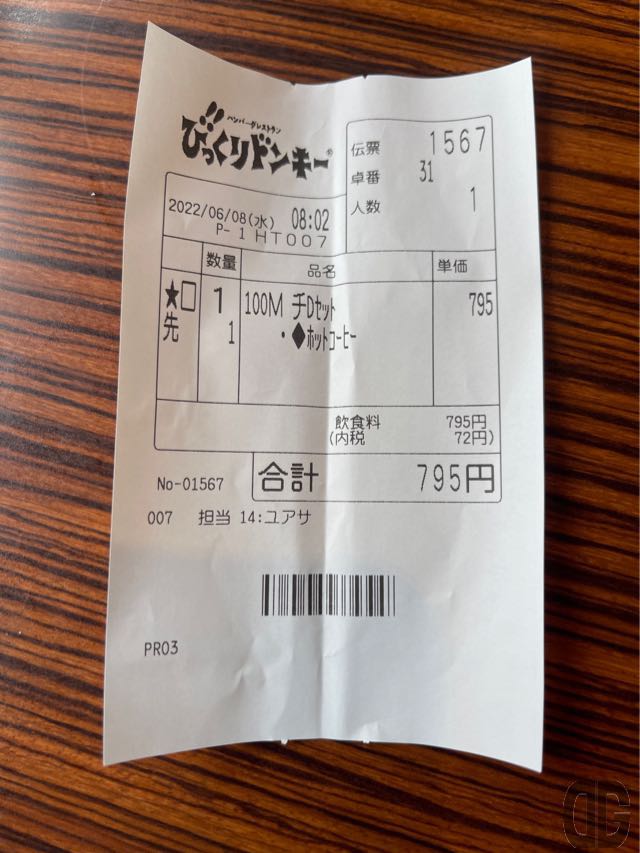 ハンバーグレストラン
びっくりドンキー®
伝票 1567
卓番 31
人数 1
2022/06/08(水) 08:02
P- 1 HT007
数量 品名 単価
★□ 1 100M チDセット 795
先 1 ・◆ホットコーヒー
飲食料 795円
(内税 72円)
No-01567 合計 795円
007 担当 14:ユアサ
PR03